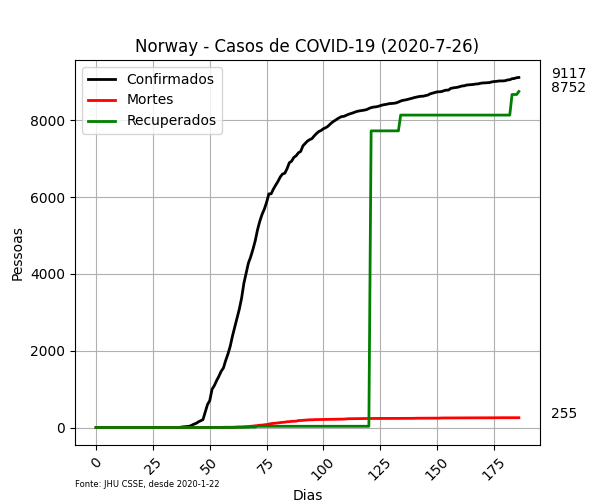 Norway - Casos de COVID-19 (2020-7-26)
Confirmados
Mortes
Recuperados
9117
8752
255
Pessoas
8000
6000
4000
2000
0
0
25
50
75
100
125
150
175
Fonte: JHU CSSE, desde 2020-1-22
Dias